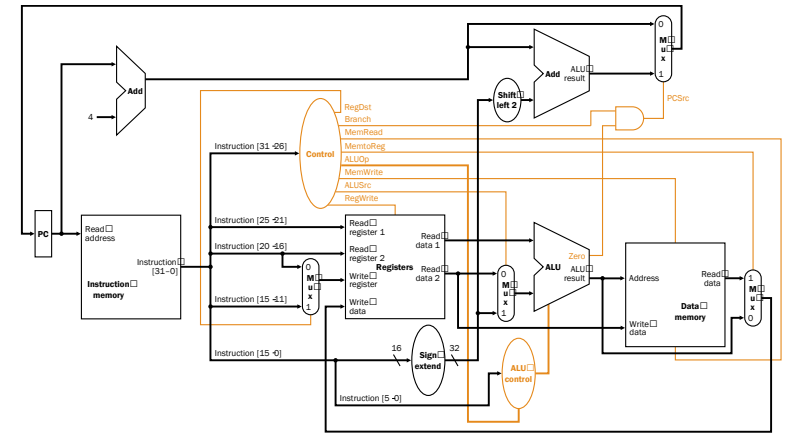 0
M
u
x
1
Add
ALU
result
Add
4
Shift
left 2
RegDst
Branch
MemRead
MemtoReg
ALUOp
MemWrite
ALUSrc
RegWrite
PCSrc
Control
Instruction [31-26]
Instruction [25-21]
Instruction [20-16]
Instruction [15-11]
Instruction [15-0]
Instruction [5-0]
PC
Read
address
Instruction
[31-0]
Instruction
memory
0
M
u
x
1
Read
register 1
Read
register 2
Write
register
Write
data
Registers
Read
data 1
Read
data 2
0
M
u
x
1
Zero
ALU
ALU
result
Address
Write
data
Read
data
Data
memory
1
M
u
x
0
16
Sign
extend
32
ALU
control